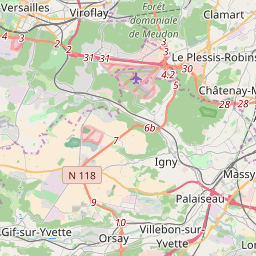 Versailles
Viroflay
Forêt
domaniale
de Meudon
Clamart
Le Plessis-Robins
4
3
2
31
31
4.2
30
5
Châtenay-M
28
28
6b
7
Igny
N 118
Massy
9
Palaiseau
10
Gif-sur-Yvette
Orsay
Villebon-sur-
Yvette
Lo